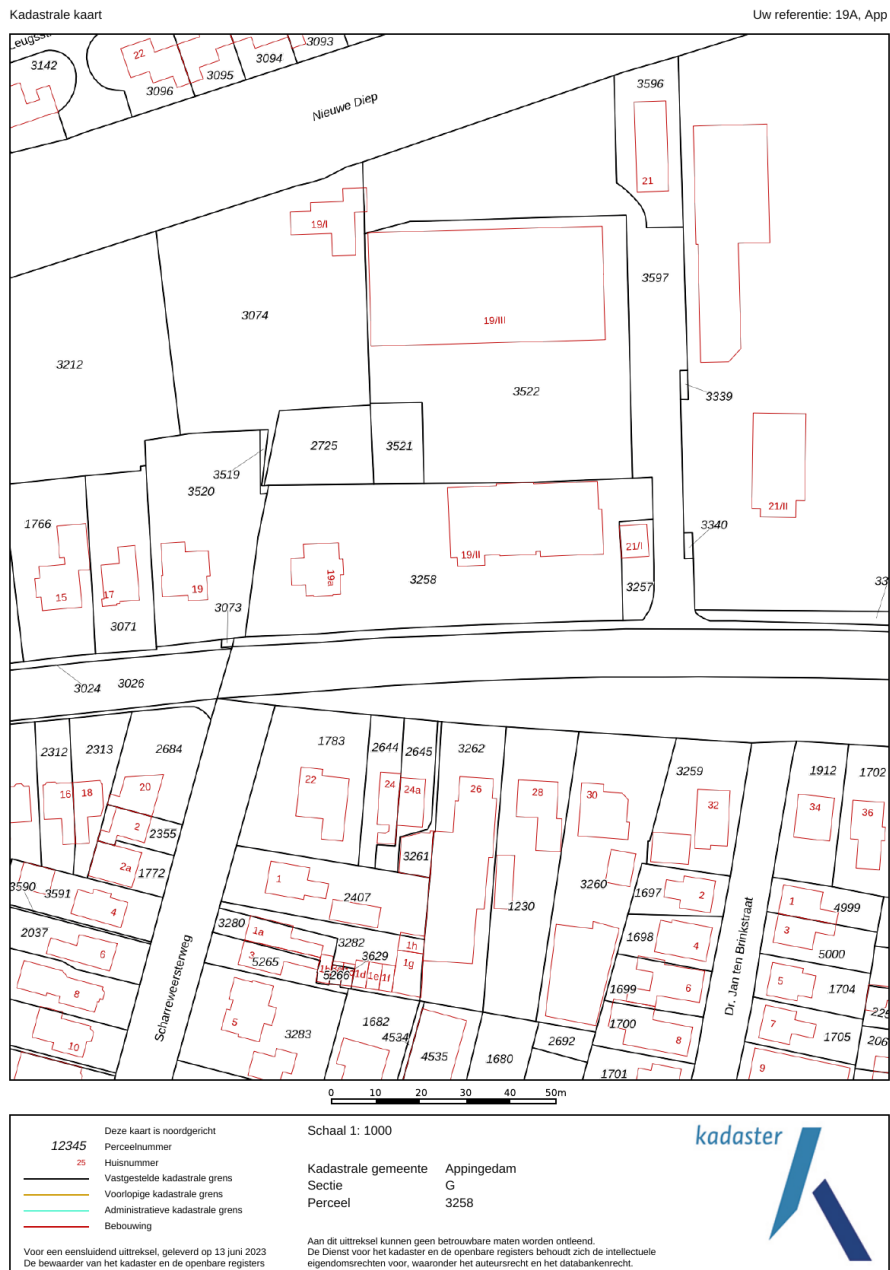 Kadastrale kaart
Uw referentie: 19A, App
3142
22
3096
3095
3094
3093
Nieuwe Diep
3596
21
19/I
3597
3074
19/III
3212
3522
3339
2725
3521
3519
3520
21/II
1766
3340
19/II
21/I
15
17
19
19a
3258
3257
33
3073
3071
3024
3026
2312
2313
2684
1783
2644
2645
3262
3259
1912
1702
16
18
20
22
24
24a
26
28
30
32
34
36
2
2355
2a
1772
3261
3590
3591
4
1
2407
1230
3260
1697
2
1
4999
2037
6
3280
1a
3282
3629
1h
1g
1698
4
3
5000
3
5265
5266
1d
1e
1f
8
1699
6
5
1704
225
Scharreweersterweg
Dr. Jan ten Brinkstraat
10
5
3283
1682
4534
4535
1680
2692
1700
8
7
1705
206
1701
9
0 10 20 30 40 50m
Deze kaart is noordgericht
12345 Perceelnummer
25 Huisnummer
Vastgestelde kadastrale grens
Voorlopige kadastrale grens
Administratieve kadastrale grens
Bebouwing
Voor een eensluidend uittreksel, geleverd op 13 juni 2023
De bewaarder van het kadaster en de openbare registers
Schaal 1: 1000
Kadastrale gemeente Appingedam
Sectie G
Perceel 3258
Aan dit uittreksel kunnen geen betrouwbare maten worden ontleend.
De Dienst voor het kadaster en de openbare registers behoudt zich de intellectuele
eigendomsrechten voor, waaronder het auteursrecht en het databankenrecht.
kadaster